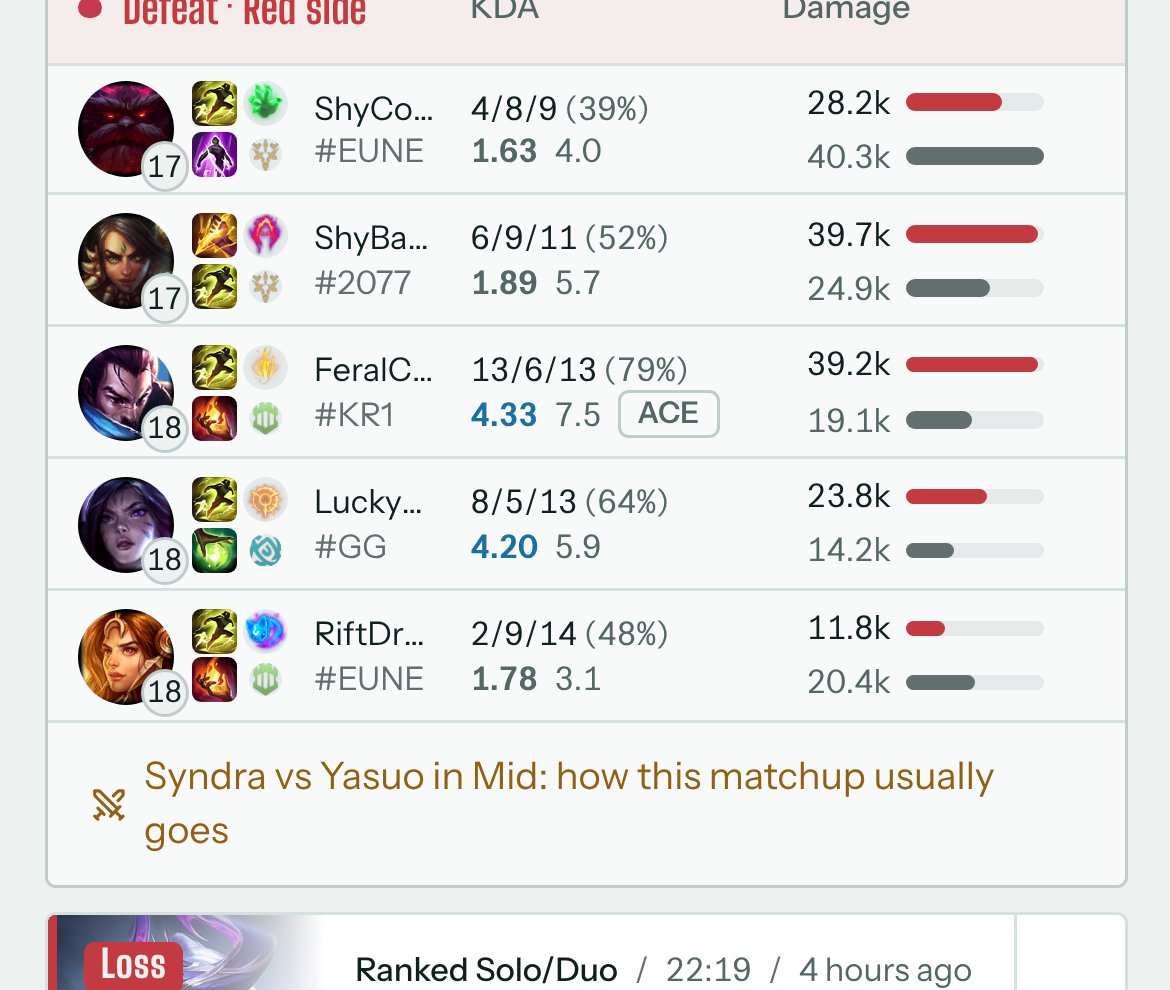 Defeat · Red side KDA Damage
17 ShyCo... 4/8/9 (39%) 28.2k
#EUNE 1.63 4.0 40.3k
17 ShyBa... 6/9/11 (52%) 39.7k
#2077 1.89 5.7 24.9k
18 FeralC... 13/6/13 (79%) 39.2k
#KR1 4.33 7.5 ACE 19.1k
18 Lucky... 8/5/13 (64%) 23.8k
#GG 4.20 5.9 14.2k
18 RiftDr... 2/9/14 (48%) 11.8k
#EUNE 1.78 3.1 20.4k
Syndra vs Yasuo in Mid: how this matchup usually
goes
Loss Ranked Solo/Duo / 22:19 / 4 hours ago